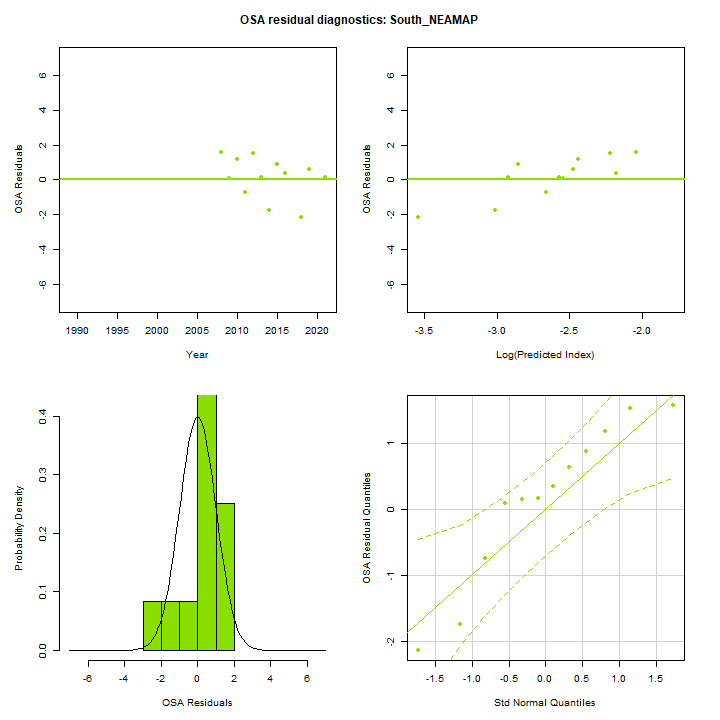 OSA residual diagnostics: South_NEAMAP
OSA Residuals
6
4
2
0
-2
-4
-6
1990 1995 2000 2005 2010 2015 2020
Year
OSA Residuals
6
4
2
0
-2
-4
-6
-3.5 -3.0 -2.5 -2.0
Log(Predicted Index)
Probability Density
0.4
0.3
0.2
0.1
0.0
-6 -4 -2 0 2 4 6
OSA Residuals
OSA Residual Quantiles
1
0
-1
-2
-1.5 -1.0 -0.5 0.0 0.5 1.0 1.5
Std Normal Quantiles